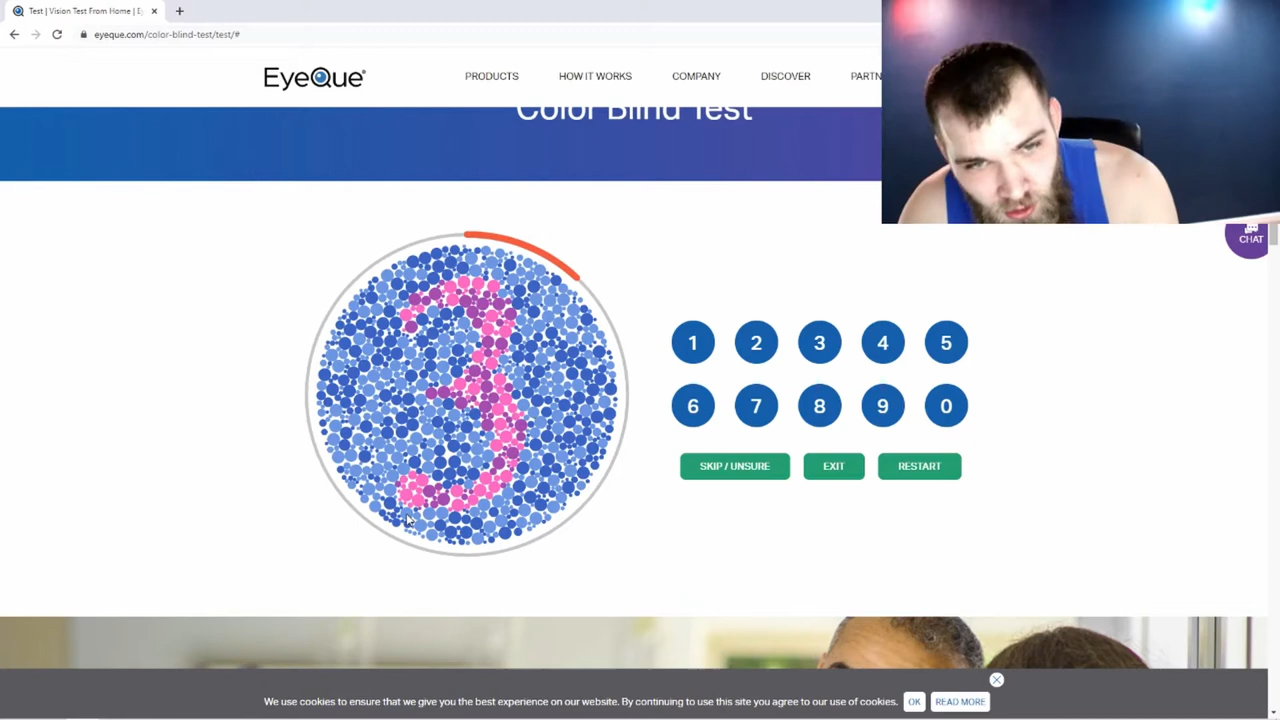 Test | Vision Test From Home | E
eyeque.com/color-blind-test/test/#
EyeQue
PRODUCTS
HOW IT WORKS
COMPANY
DISCOVER
PARTN
Color Blind Test
CHAT
3
1 2 3 4 5
6 7 8 9 0
SKIP / UNSURE
EXIT
RESTART
We use cookies to ensure that we give you the best experience on our website. By continuing to use this site you agree to our use of cookies.
OK
READ MORE